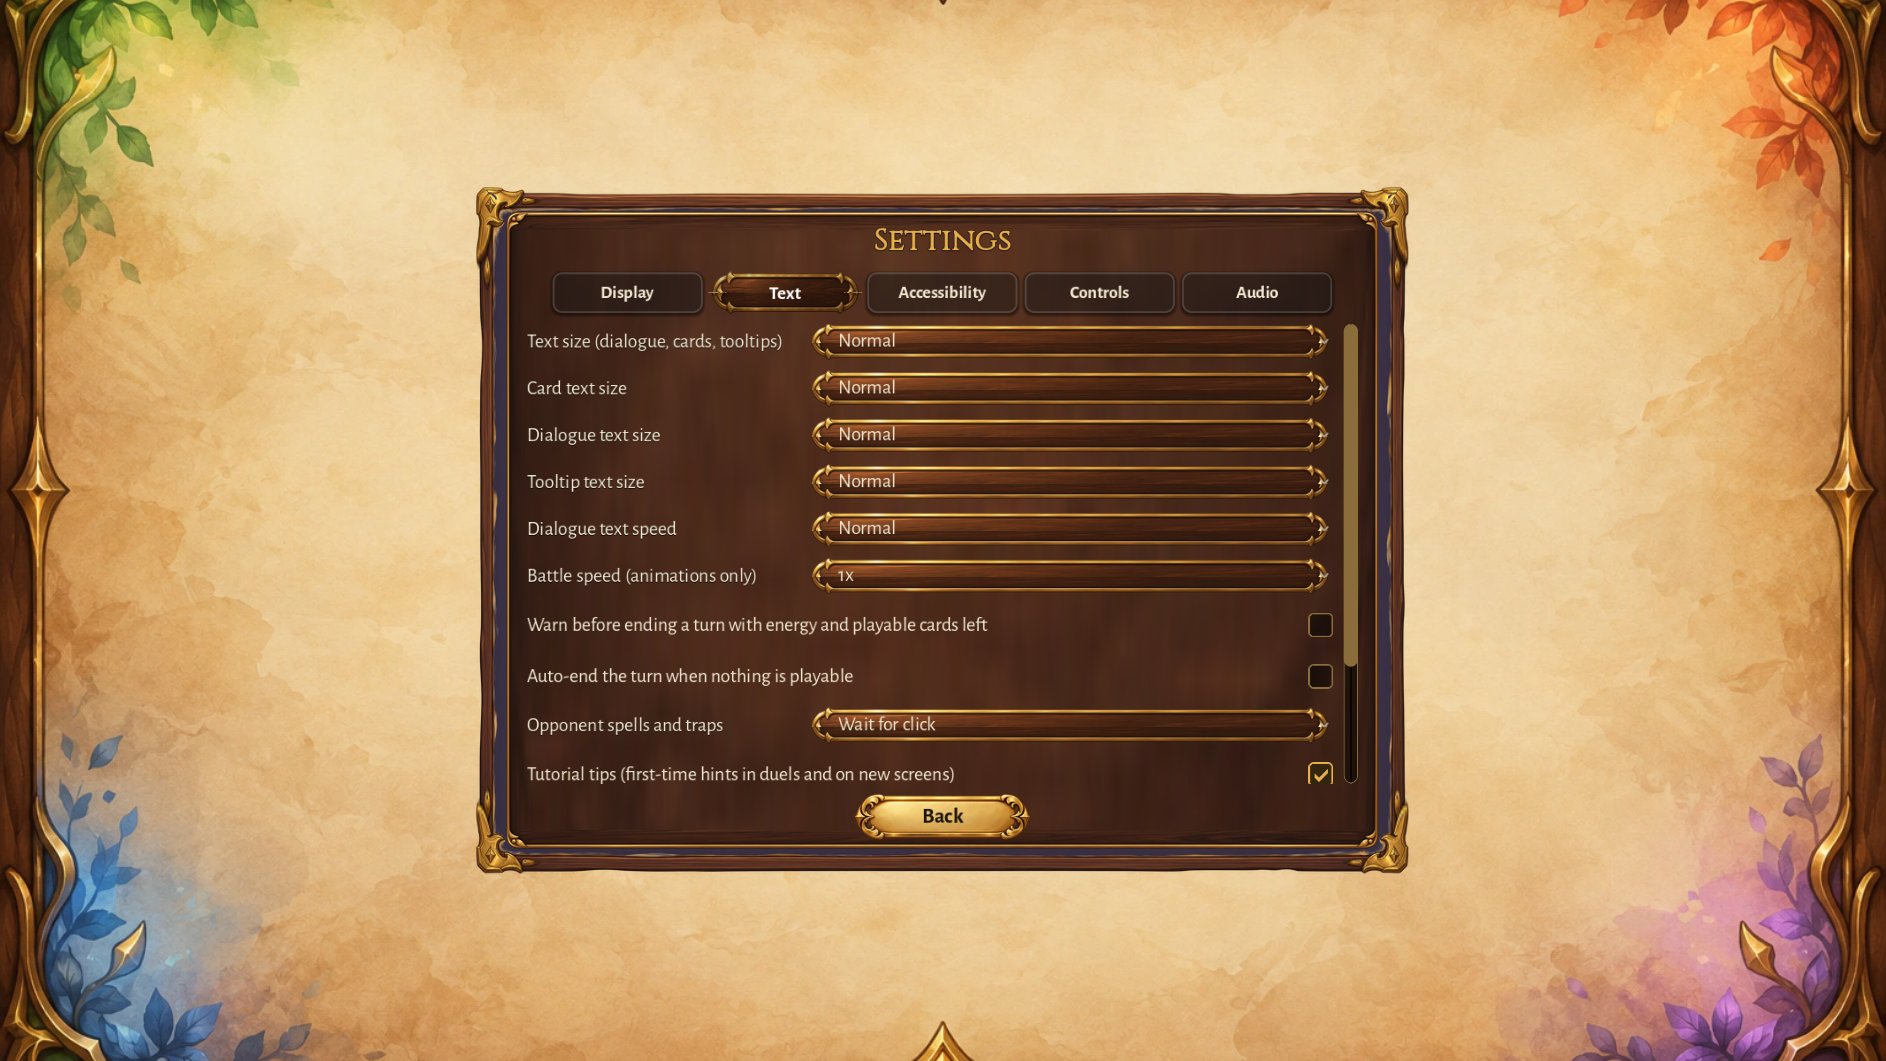 Settings
Display
Text
Accessibility
Controls
Audio
Text size (dialogue, cards, tooltips)
Normal
Card text size
Normal
Dialogue text size
Normal
Tooltip text size
Normal
Dialogue text speed
Normal
Battle speed (animations only)
1x
Warn before ending a turn with energy and playable cards left
Auto-end the turn when nothing is playable
Opponent spells and traps
Wait for click
Tutorial tips (first-time hints in duels and on new screens)
Back